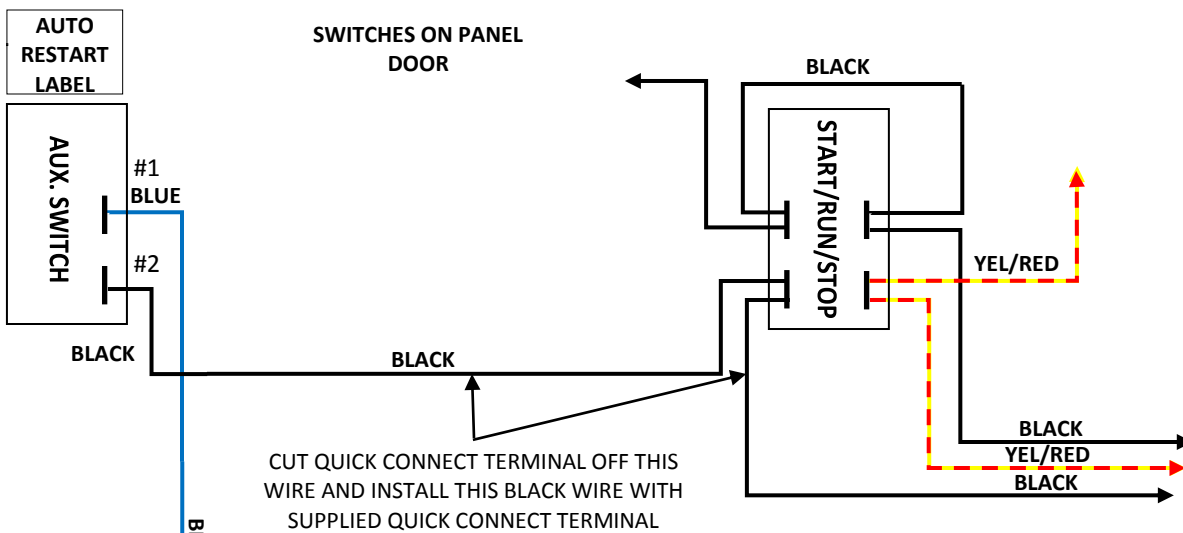 AUTO
RESTART
LABEL
SWITCHES ON PANEL
DOOR
BLACK
AUX. SWITCH
#1
BLUE
#2
START/RUN/STOP
YEL/RED
BLACK
BLACK
BLACK
YEL/RED
BLACK
CUT QUICK CONNECT TERMINAL OFF THIS
WIRE AND INSTALL THIS BLACK WIRE WITH
SUPPLIED QUICK CONNECT TERMINAL